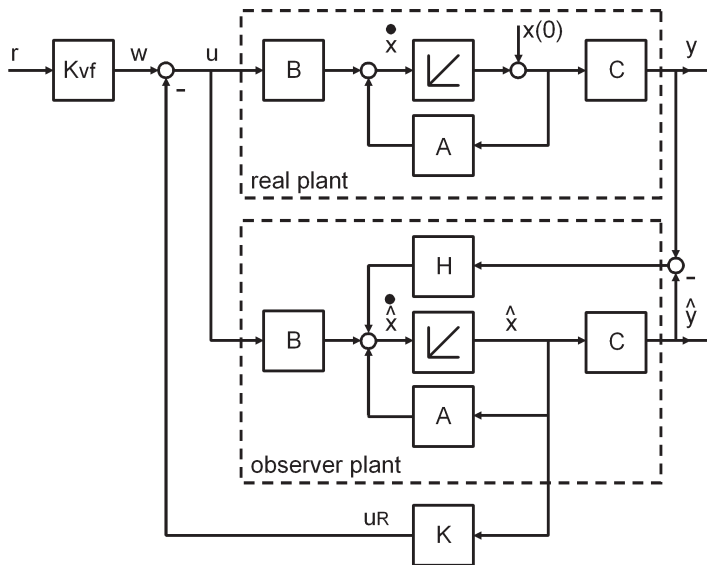 r
Kvf
w
-
u
B
ẋ
x(0)
C
y
A
real plant
H
-
B
x̂̇
x̂
C
ŷ
A
observer plant
uR
K